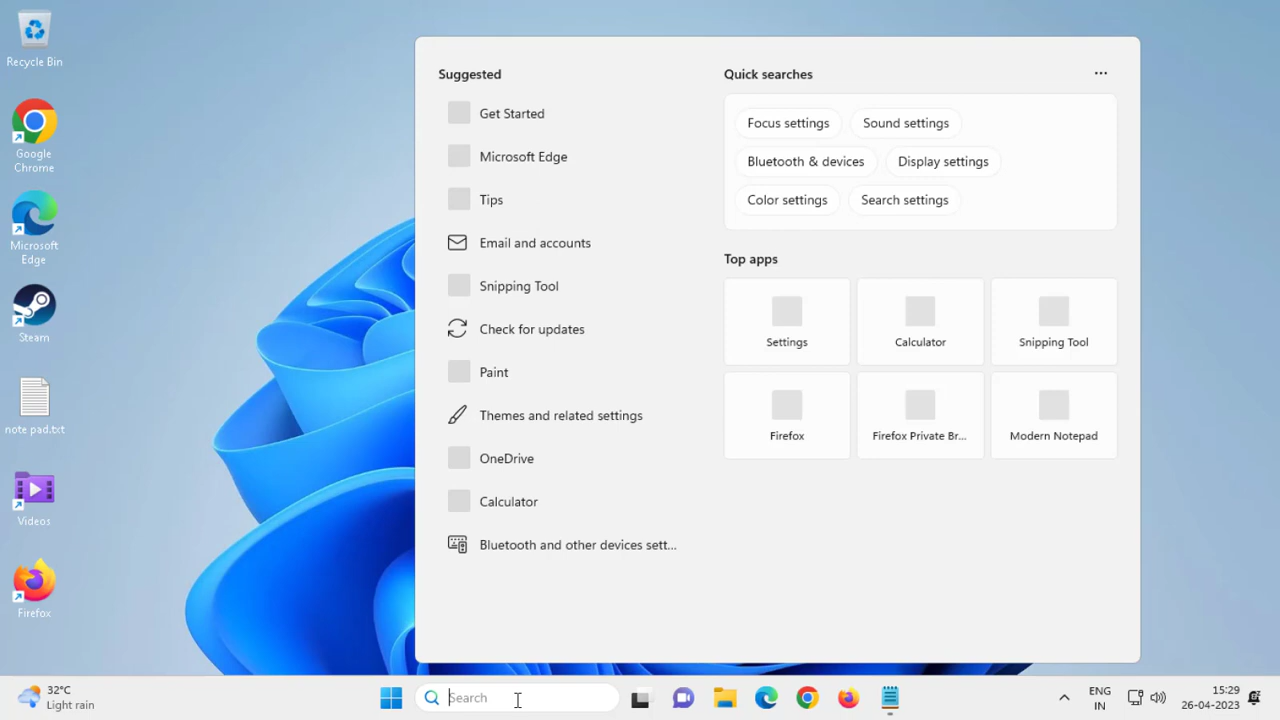 Recycle Bin
Google
Chrome
Microsoft
Edge
Steam
note pad.txt
Videos
Firefox
Suggested
Get Started
Microsoft Edge
Tips
Email and accounts
Snipping Tool
Check for updates
Paint
Themes and related settings
OneDrive
Calculator
Bluetooth and other devices sett...
Quick searches
Focus settings
Sound settings
Bluetooth & devices
Display settings
Color settings
Search settings
Top apps
Settings
Calculator
Snipping Tool
Firefox
Firefox Private Br...
Modern Notepad
32°C
Light rain
Search
ENG
IN
15:29
26-04-2023